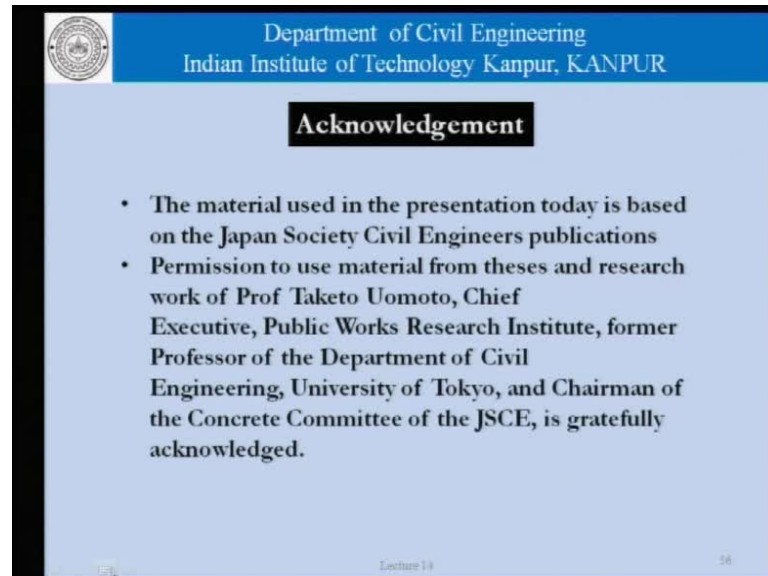 Department of Civil Engineering
Indian Institute of Technology Kanpur, KANPUR
Acknowledgement
• The material used in the presentation today is based
on the Japan Society Civil Engineers publications
• Permission to use material from theses and research
work of Prof Taketo Uomoto, Chief
Executive, Public Works Research Institute, former
Professor of the Department of Civil
Engineering, University of Tokyo, and Chairman of
the Concrete Committee of the JSCE, is gratefully
acknowledged.
Lecture 14